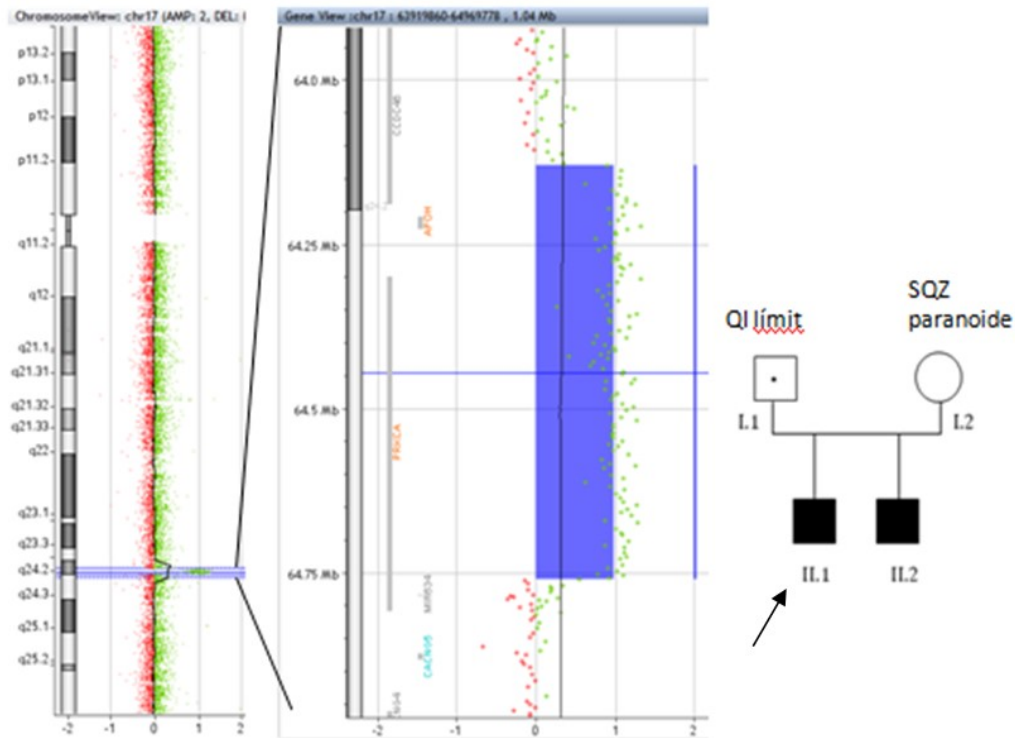 ChromosomeView: chr17 (AMP: 2, DEL: (
Gene View :chr17 : 63919860-64969778 , 1.04 Mb
p13.2
p13.1
p12
p11.2
q11.2
q12
q21.1
q21.31
q21.32
q21.33
q22
q23.1
q23.3
q24.2
q24.3
q25.1
q25.2
-2
-1
0
1
2
64.0 Mb
64.25 Mb
64.5 Mb
64.75 Mb
APOH
PRKCA
CACNG5
-2
-1
0
1
2
QI límit
SQZ
paranoide
I.1
I.2
II.1
II.2